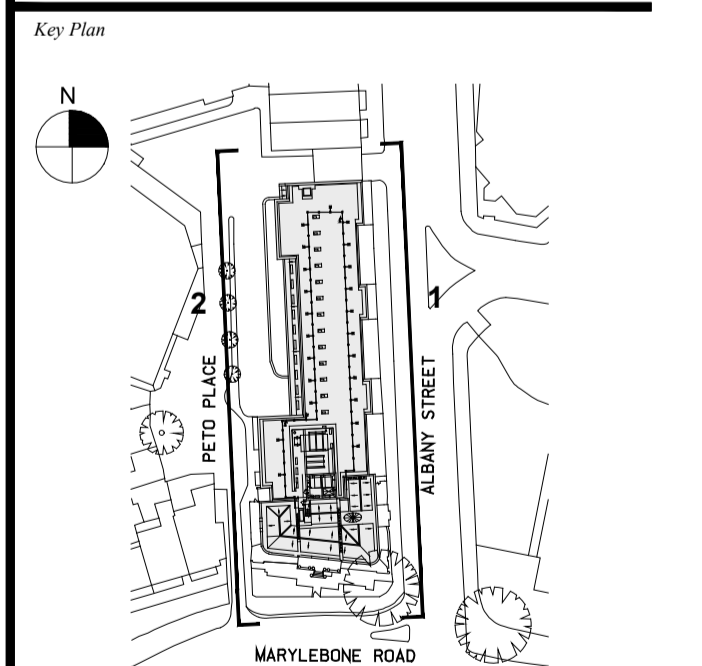 Key Plan
N
2
1
PETO PLACE
ALBANY STREET
MARYLEBONE ROAD